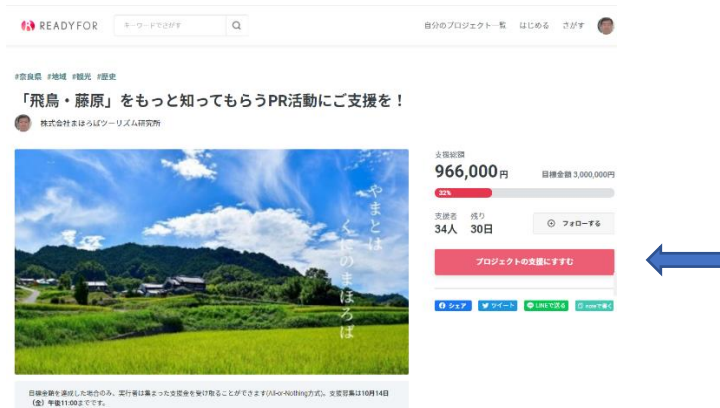 READYFOR
キーワードでさがす
自分のプロジェクト一覧 はじめる さがす
#奈良県 #地域 #観光 #歴史
「飛鳥・藤原」をもっと知ってもらうPR活動にご支援を！
株式会社まほろばツーリズム研究所
やまとは
くにのまほろば
支援総額
966,000円 目標金額 3,000,000円
32%
支援者 残り
34人 30日
フォローする
プロジェクトの支援にすすむ
シェア ツイート LINEで送る noteで書く
目標金額を達成した場合のみ、実行者は集まった支援金を受け取ることができます(All-or-Nothing方式)。支援募集は10月14日
（金）午後11:00までです。